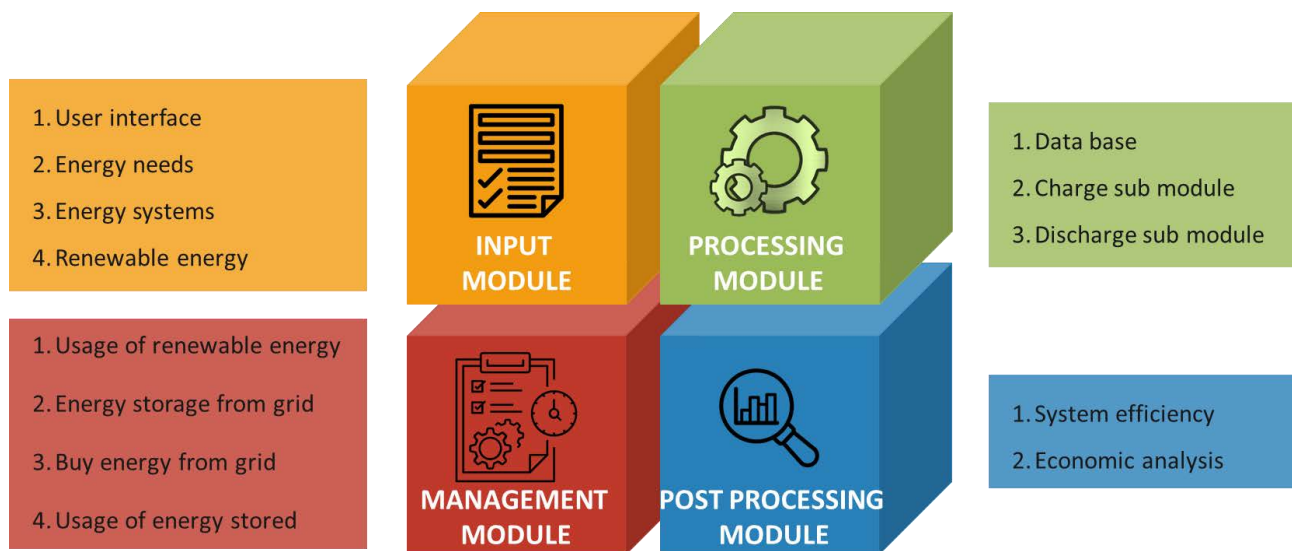 1. User interface
2. Energy needs
3. Energy systems
4. Renewable energy
INPUT
MODULE
PROCESSING
MODULE
1. Data base
2. Charge sub module
3. Discharge sub module
1. Usage of renewable energy
2. Energy storage from grid
3. Buy energy from grid
4. Usage of energy stored
MANAGEMENT
MODULE
POST PROCESSING
MODULE
1. System efficiency
2. Economic analysis